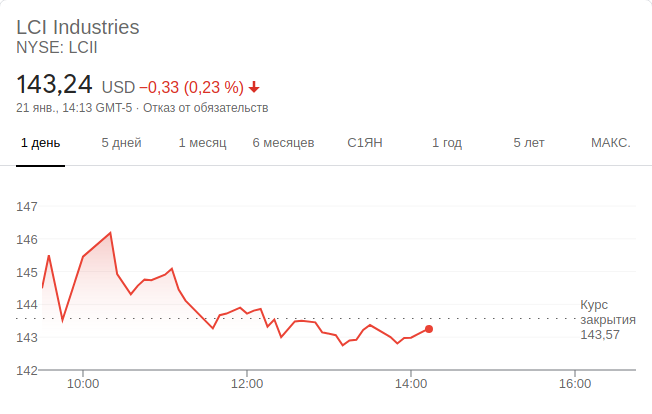 LCI Industries
NYSE: LCII
143,24 USD −0,33 (0,23 %)
21 янв., 14:13 GMT-5 · Отказ от обязательств
1 день 5 дней 1 месяц 6 месяцев С1ЯН 1 год 5 лет МАКС.
147
146
145
144
143
142
Курс
закрытия
143,57
10:00 12:00 14:00 16:00